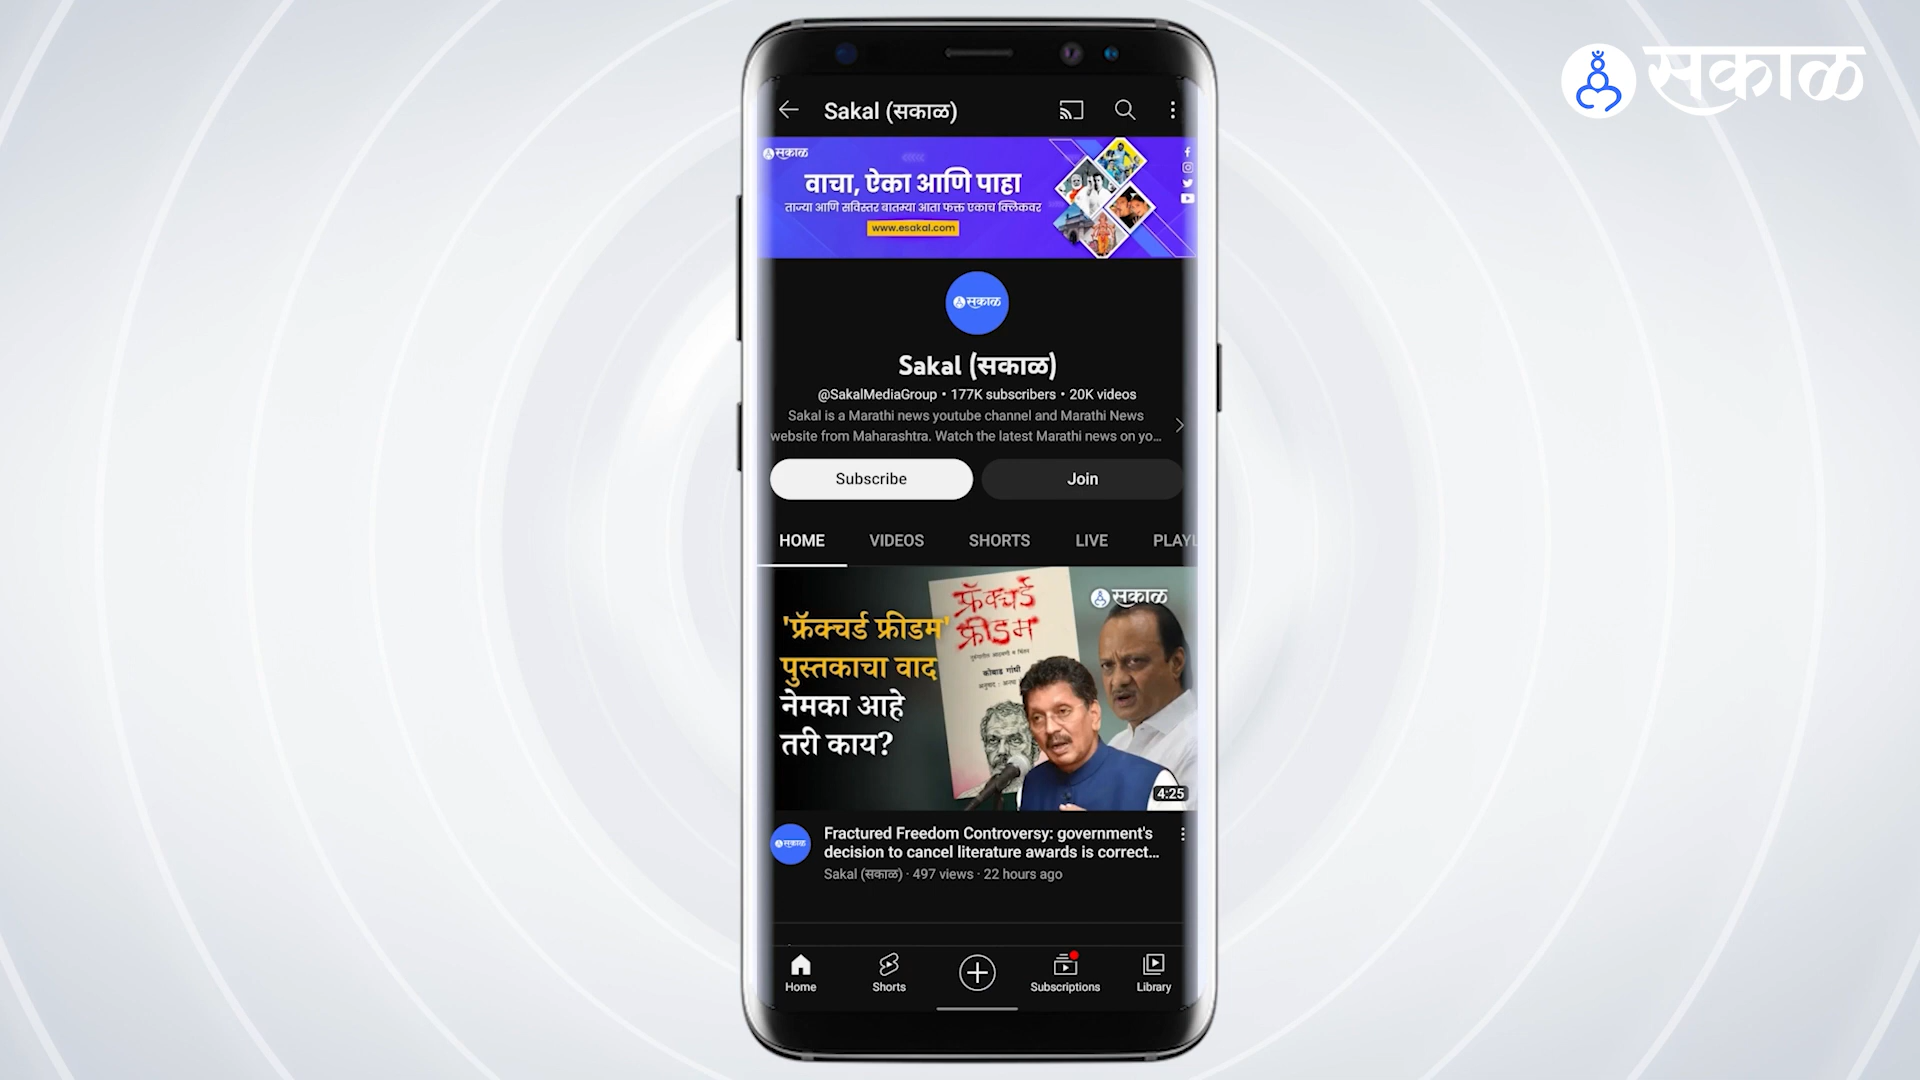 सकाळ
Sakal (सकाळ)
सकाळ
वाचा, ऐका आणि पाहा
ताज्या आणि सविस्तर बातम्या आता फक्त एकाच क्लिकवर
www.esakal.com
सकाळ
Sakal (सकाळ)
@SakalMediaGroup • 177K subscribers • 20K videos
Sakal is a Marathi news youtube channel and Marathi News
website from Maharashtra. Watch the latest Marathi news on yo...
Subscribe
Join
HOME VIDEOS SHORTS LIVE PLAYL
सकाळ
'फ्रॅक्चर्ड फ्रीडम'
पुस्तकाचा वाद
नेमका आहे
तरी काय?
फ्रॅक्चर्ड
फ्रीडम
कोबाड गांधी
4:25
सकाळ
Fractured Freedom Controversy: government's
decision to cancel literature awards is correct...
Sakal (सकाळ) · 497 views · 22 hours ago
Home Shorts Subscriptions Library